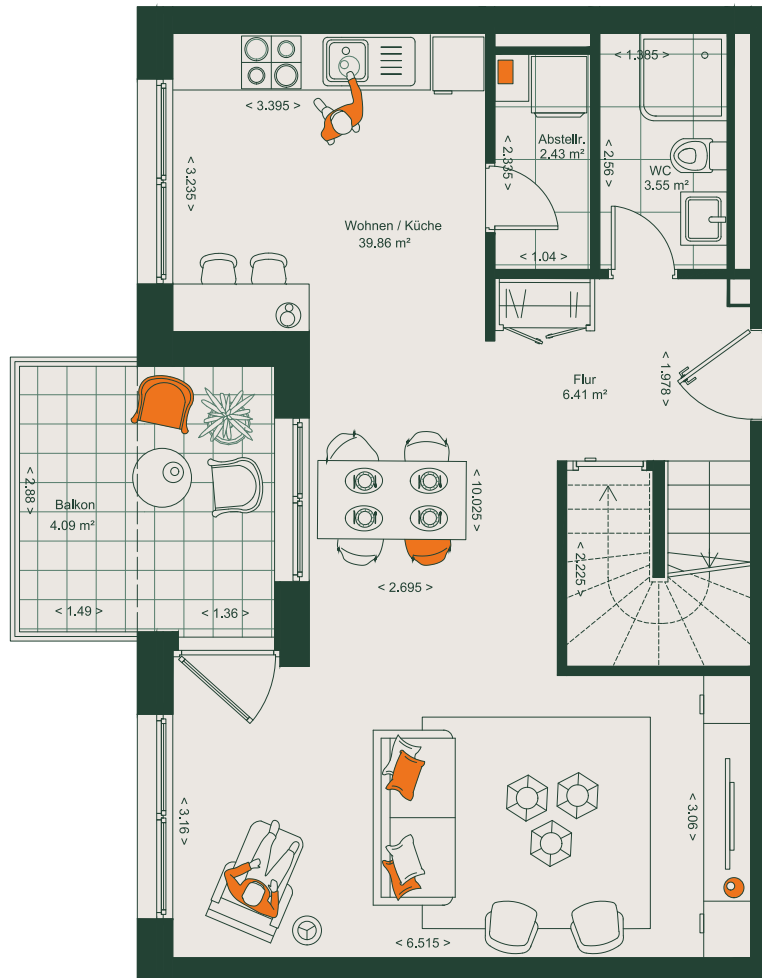 < 1.385 >
< 3.395 >
Abstellr.
2.43 m²
< 2.335 >
< 2.56 >
WC
3.55 m²
< 3.235 >
Wohnen / Küche
39.86 m²
< 1.04 >
Flur
6.41 m²
< 1.978 >
< 2.88 >
Balkon
4.09 m²
< 10.025 >
< 2.225 >
< 2.695 >
< 1.49 >
< 1.36 >
< 3.16 >
< 3.06 >
< 6.515 >